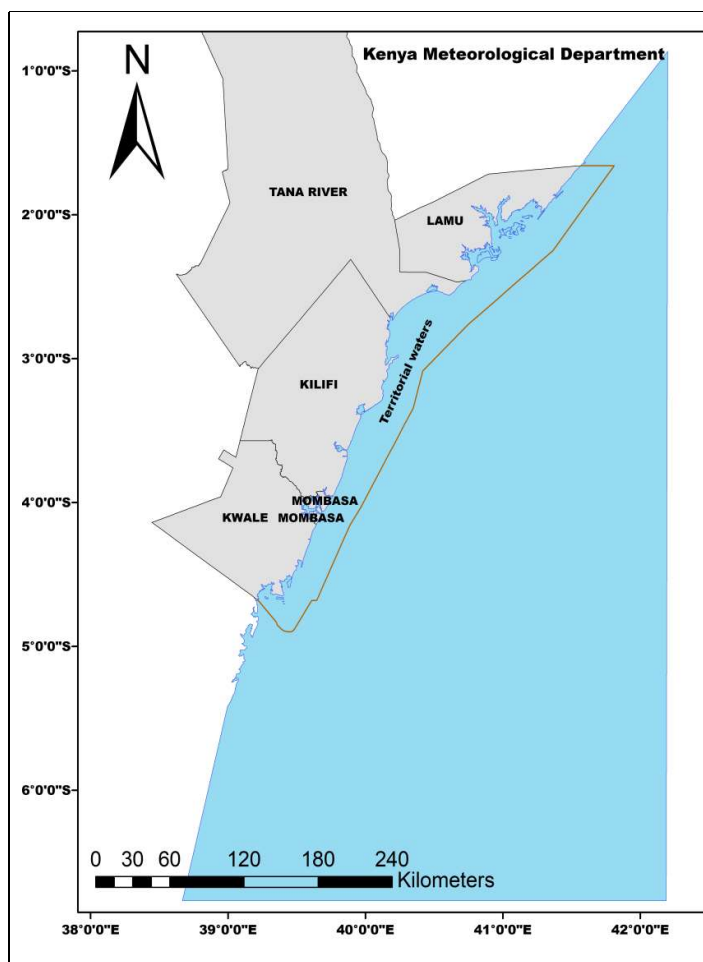 Kenya Meteorological Department
N
1°0'0"S
2°0'0"S
3°0'0"S
4°0'0"S
5°0'0"S
6°0'0"S
TANA RIVER
LAMU
KILIFI
Territorial waters
MOMBASA
KWALE MOMBASA
0 30 60 120 180 240
Kilometers
38°0'0"E 39°0'0"E 40°0'0"E 41°0'0"E 42°0'0"E